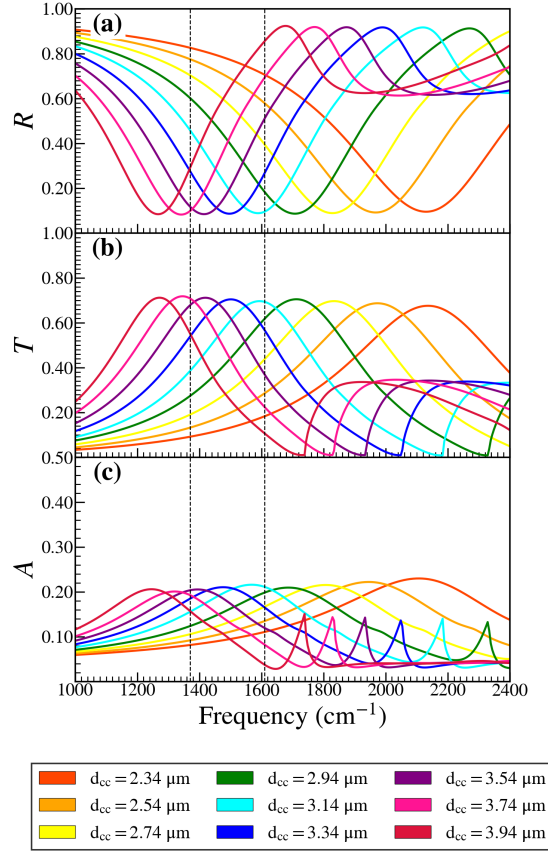 1.00
(a)
0.80
0.60
R
0.40
0.20
1.00
(b)
0.80
0.60
T
0.40
0.20
0.50
(c)
0.40
0.30
A
0.20
0.10
1000 1200 1400 1600 1800 2000 2200 2400
Frequency (cm⁻¹)
d_cc = 2.34 μm d_cc = 2.94 μm d_cc = 3.54 μm
d_cc = 2.54 μm d_cc = 3.14 μm d_cc = 3.74 μm
d_cc = 2.74 μm d_cc = 3.34 μm d_cc = 3.94 μm